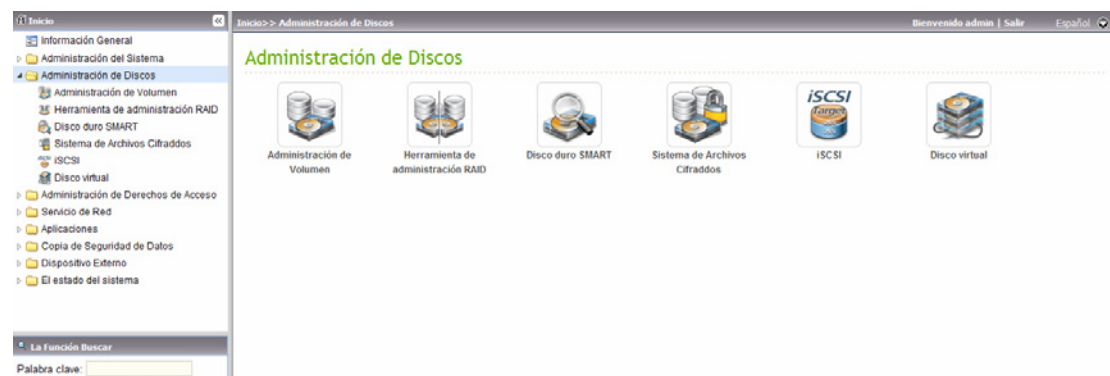 Inicio
Inicio>> Administración de Discos
Bienvenido admin | Salir
Español
Información General
Administración del Sistema
Administración de Discos
Administración de Volumen
Herramienta de administración RAID
Disco duro SMART
Sistema de Archivos Cifraddos
iSCSI
Disco virtual
Administración de Derechos de Acceso
Servicio de Red
Aplicaciones
Copia de Seguridad de Datos
Dispositivo Externo
El estado del sistema
La Función Buscar
Palabra clave:
Administración de Discos
Administración de
Volumen
Herramienta de
administración RAID
Disco duro SMART
Sistema de Archivos
Cifraddos
iSCSI
Target
iSCSI
Disco virtual